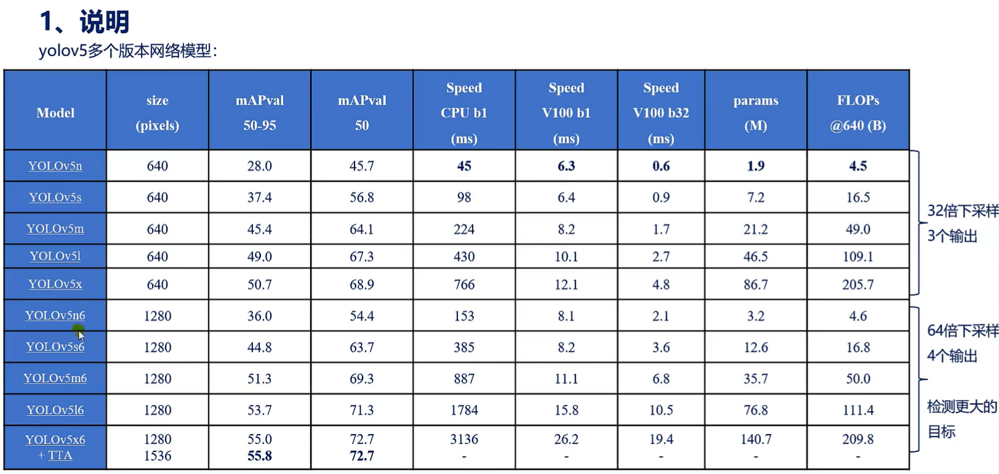 1、说明
yolov5多个版本网络模型：
Model size (pixels) mAPval 50-95 mAPval 50 Speed CPU b1 (ms) Speed V100 b1 (ms) Speed V100 b32 (ms) params (M) FLOPs @640 (B)
YOLOv5n 640 28.0 45.7 45 6.3 0.6 1.9 4.5
YOLOv5s 640 37.4 56.8 98 6.4 0.9 7.2 16.5
YOLOv5m 640 45.4 64.1 224 8.2 1.7 21.2 49.0
YOLOv5l 640 49.0 67.3 430 10.1 2.7 46.5 109.1
YOLOv5x 640 50.7 68.9 766 12.1 4.8 86.7 205.7
32倍下采样
3个输出
YOLOv5n6 1280 36.0 54.4 153 8.1 2.1 3.2 4.6
YOLOv5s6 1280 44.8 63.7 385 8.2 3.6 12.6 16.8
YOLOv5m6 1280 51.3 69.3 887 11.1 6.8 35.7 50.0
YOLOv5l6 1280 53.7 71.3 1784 15.8 10.5 76.8 111.4
YOLOv5x6 1280 55.0 72.7 3136 26.2 19.4 140.7 209.8
+ TTA 1536 55.8 72.7 - - - - -
64倍下采样
4个输出
检测更大的
目标